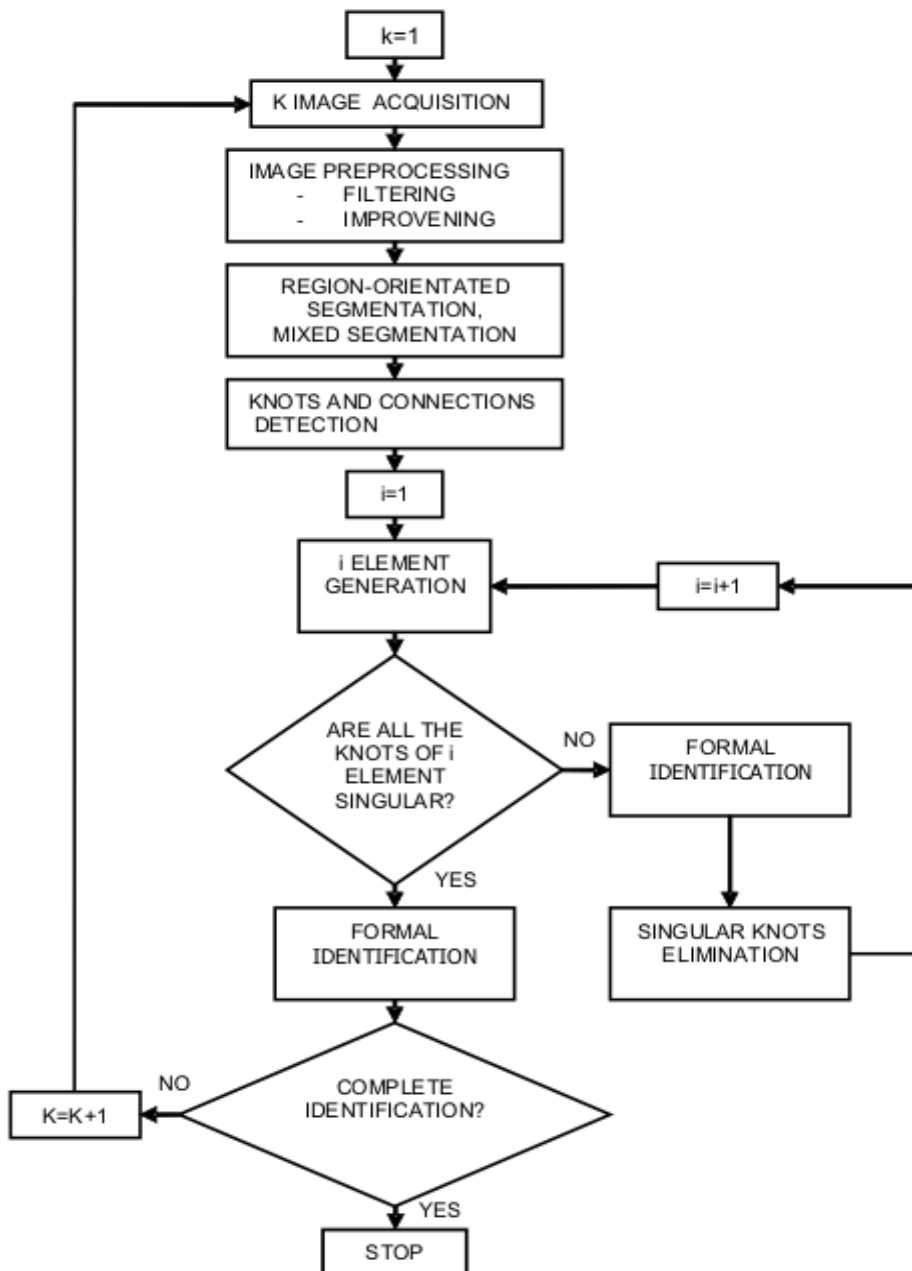 k=1
K IMAGE ACQUISITION
IMAGE PREPROCESSING
- FILTERING
- IMPROVENING
REGION-ORIENTATED
SEGMENTATION,
MIXED SEGMENTATION
KNOTS AND CONNECTIONS
DETECTION
i=1
i ELEMENT
GENERATION
i=i+1
ARE ALL THE
KNOTS OF i
ELEMENT
SINGULAR?
NO
FORMAL
IDENTIFICATION
YES
FORMAL
IDENTIFICATION
SINGULAR KNOTS
ELIMINATION
COMPLETE
IDENTIFICATION?
NO
K=K+1
YES
STOP